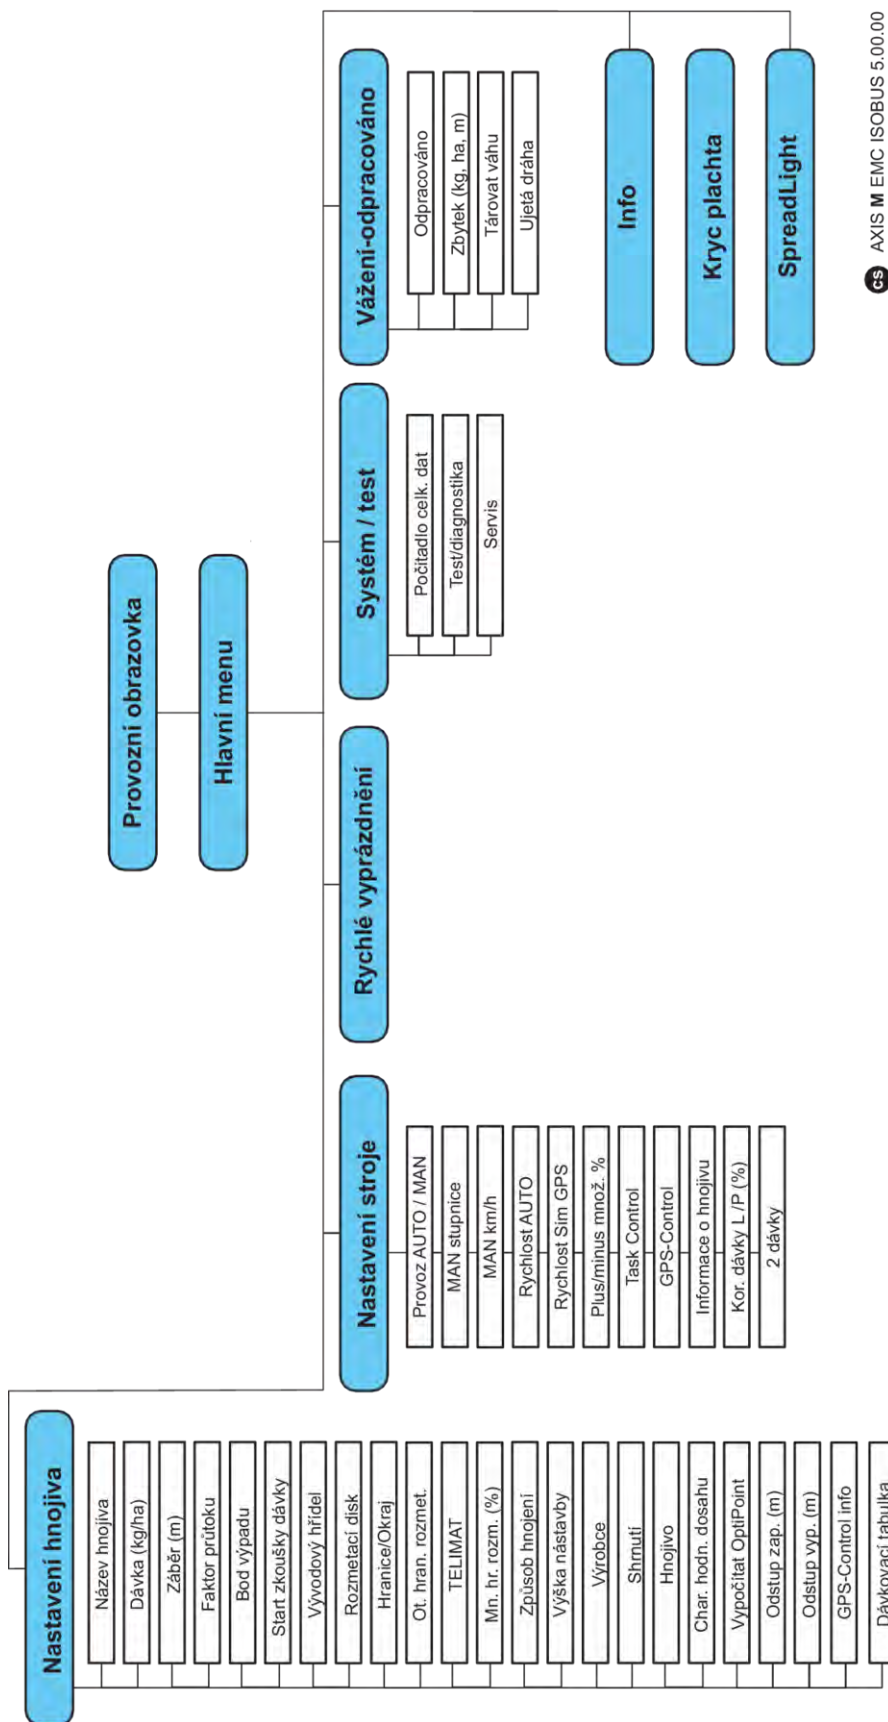 Provozní obrazovka
Hlavní menu
Nastavení hnojiva
Název hnojiva
Dávka (kg/ha)
Záběr (m)
Faktor průtoku
Bod výpadu
Start zkoušky dávky
Vývodový hřídel
Rozmetací disk
Hranice/Okraj
Ot. hran. rozmet.
TELIMAT
Mn. hr. rozm. (%)
Způsob hnojení
Výška nástavby
Výrobce
Shrnutí
Hnojivo
Char. hodn. dosahu
Vypočítat OptiPoint
Odstup zap. (m)
Odstup vyp. (m)
GPS-Control info
Dávkovací tabulka
Nastavení stroje
Provoz AUTO / MAN
MAN stupnice
MAN km/h
Rychlost AUTO
Rychlost Sim GPS
Plus/minus množ. %
Task Control
GPS-Control
Informace o hnojivu
Kor. dávky L/P (%)
2 dávky
Rychlé vyprázdnění
Systém / test
Počitadlo celk. dat
Test/diagnostika
Servis
Vážení-odpracováno
Odpracováno
Zbytek (kg, ha, m)
Tárovat váhu
Ujetá dráha
Info
Kryc plachta
SpreadLight
cs AXIS M EMC ISOBUS 5.00.00